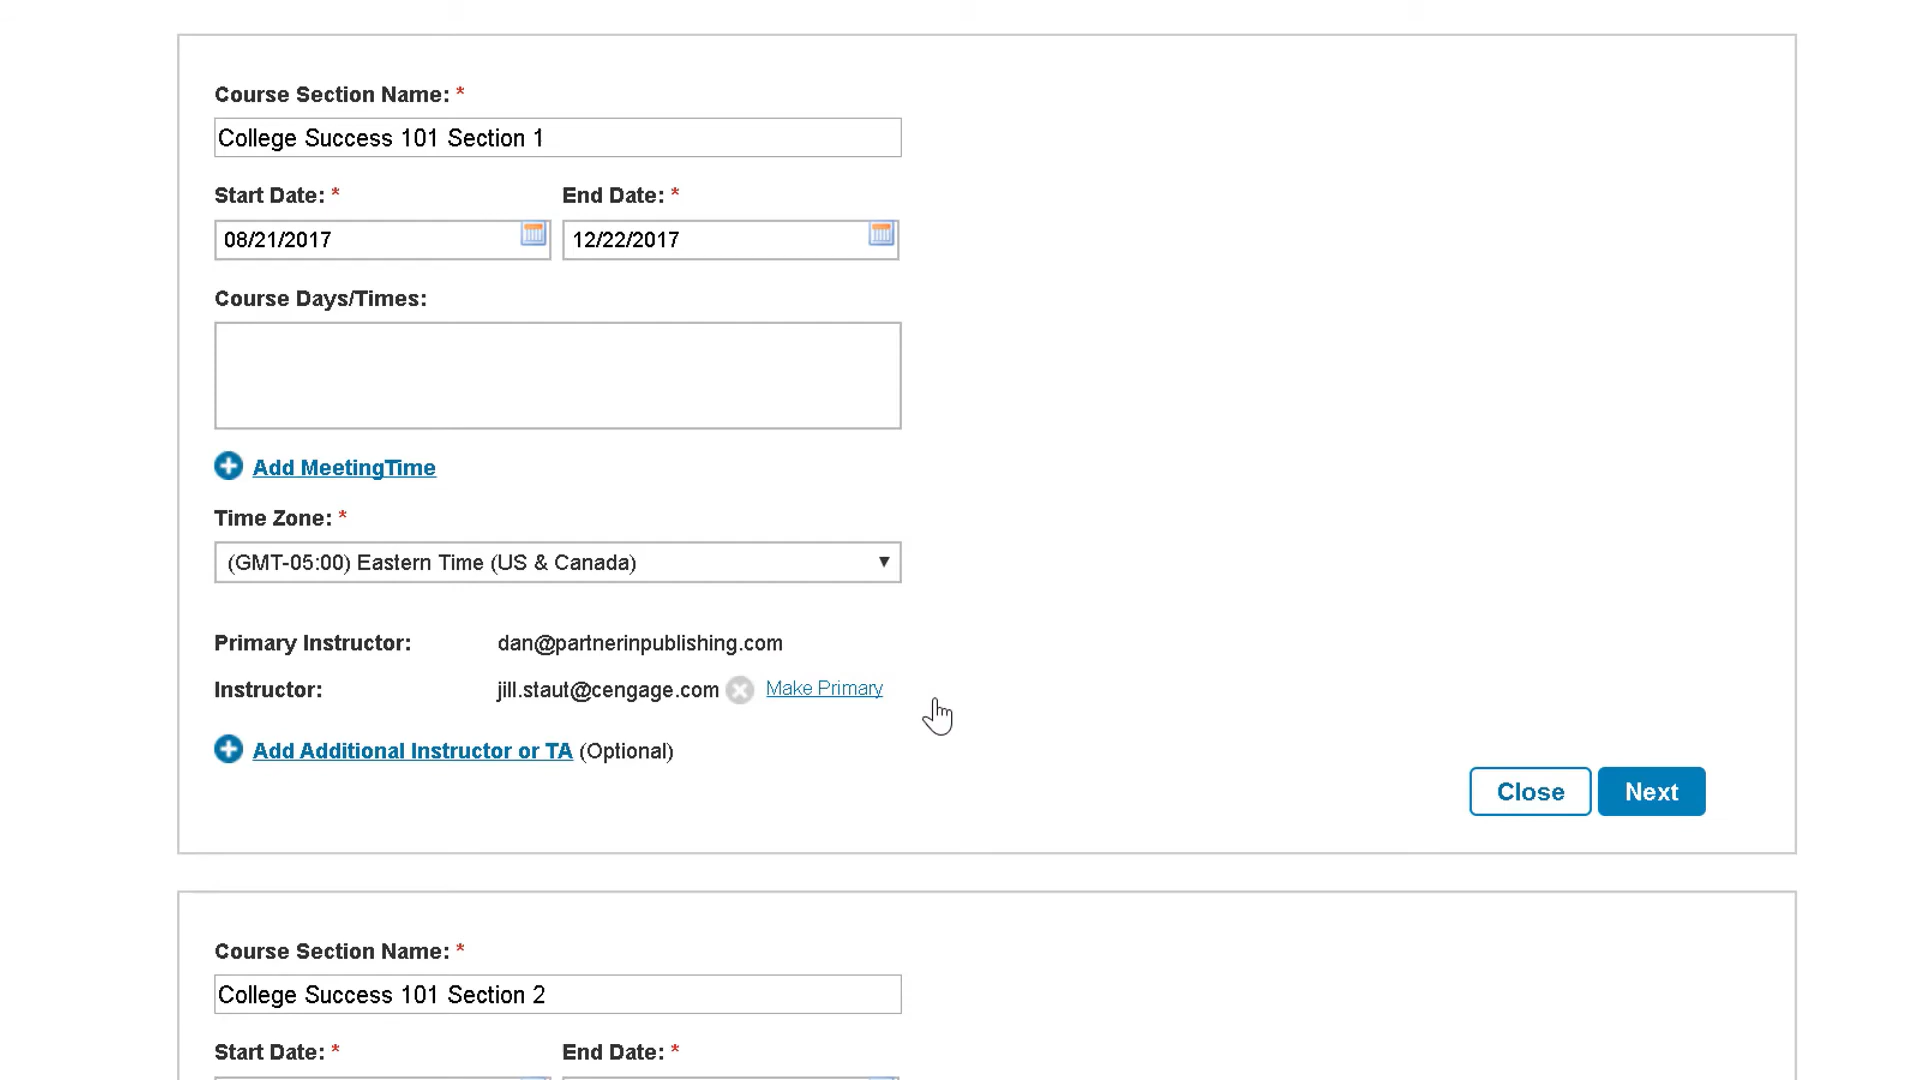 Course Section Name: *
College Success 101 Section 1
Start Date: * End Date: *
08/21/2017 12/22/2017
Course Days/Times:
Add MeetingTime
Time Zone: *
(GMT-05:00) Eastern Time (US & Canada)
Primary Instructor: dan@partnerinpublishing.com
Instructor: jill.staut@cengage.com Make Primary
Add Additional Instructor or TA (Optional)
Close Next
Course Section Name: *
College Success 101 Section 2
Start Date: * End Date: *